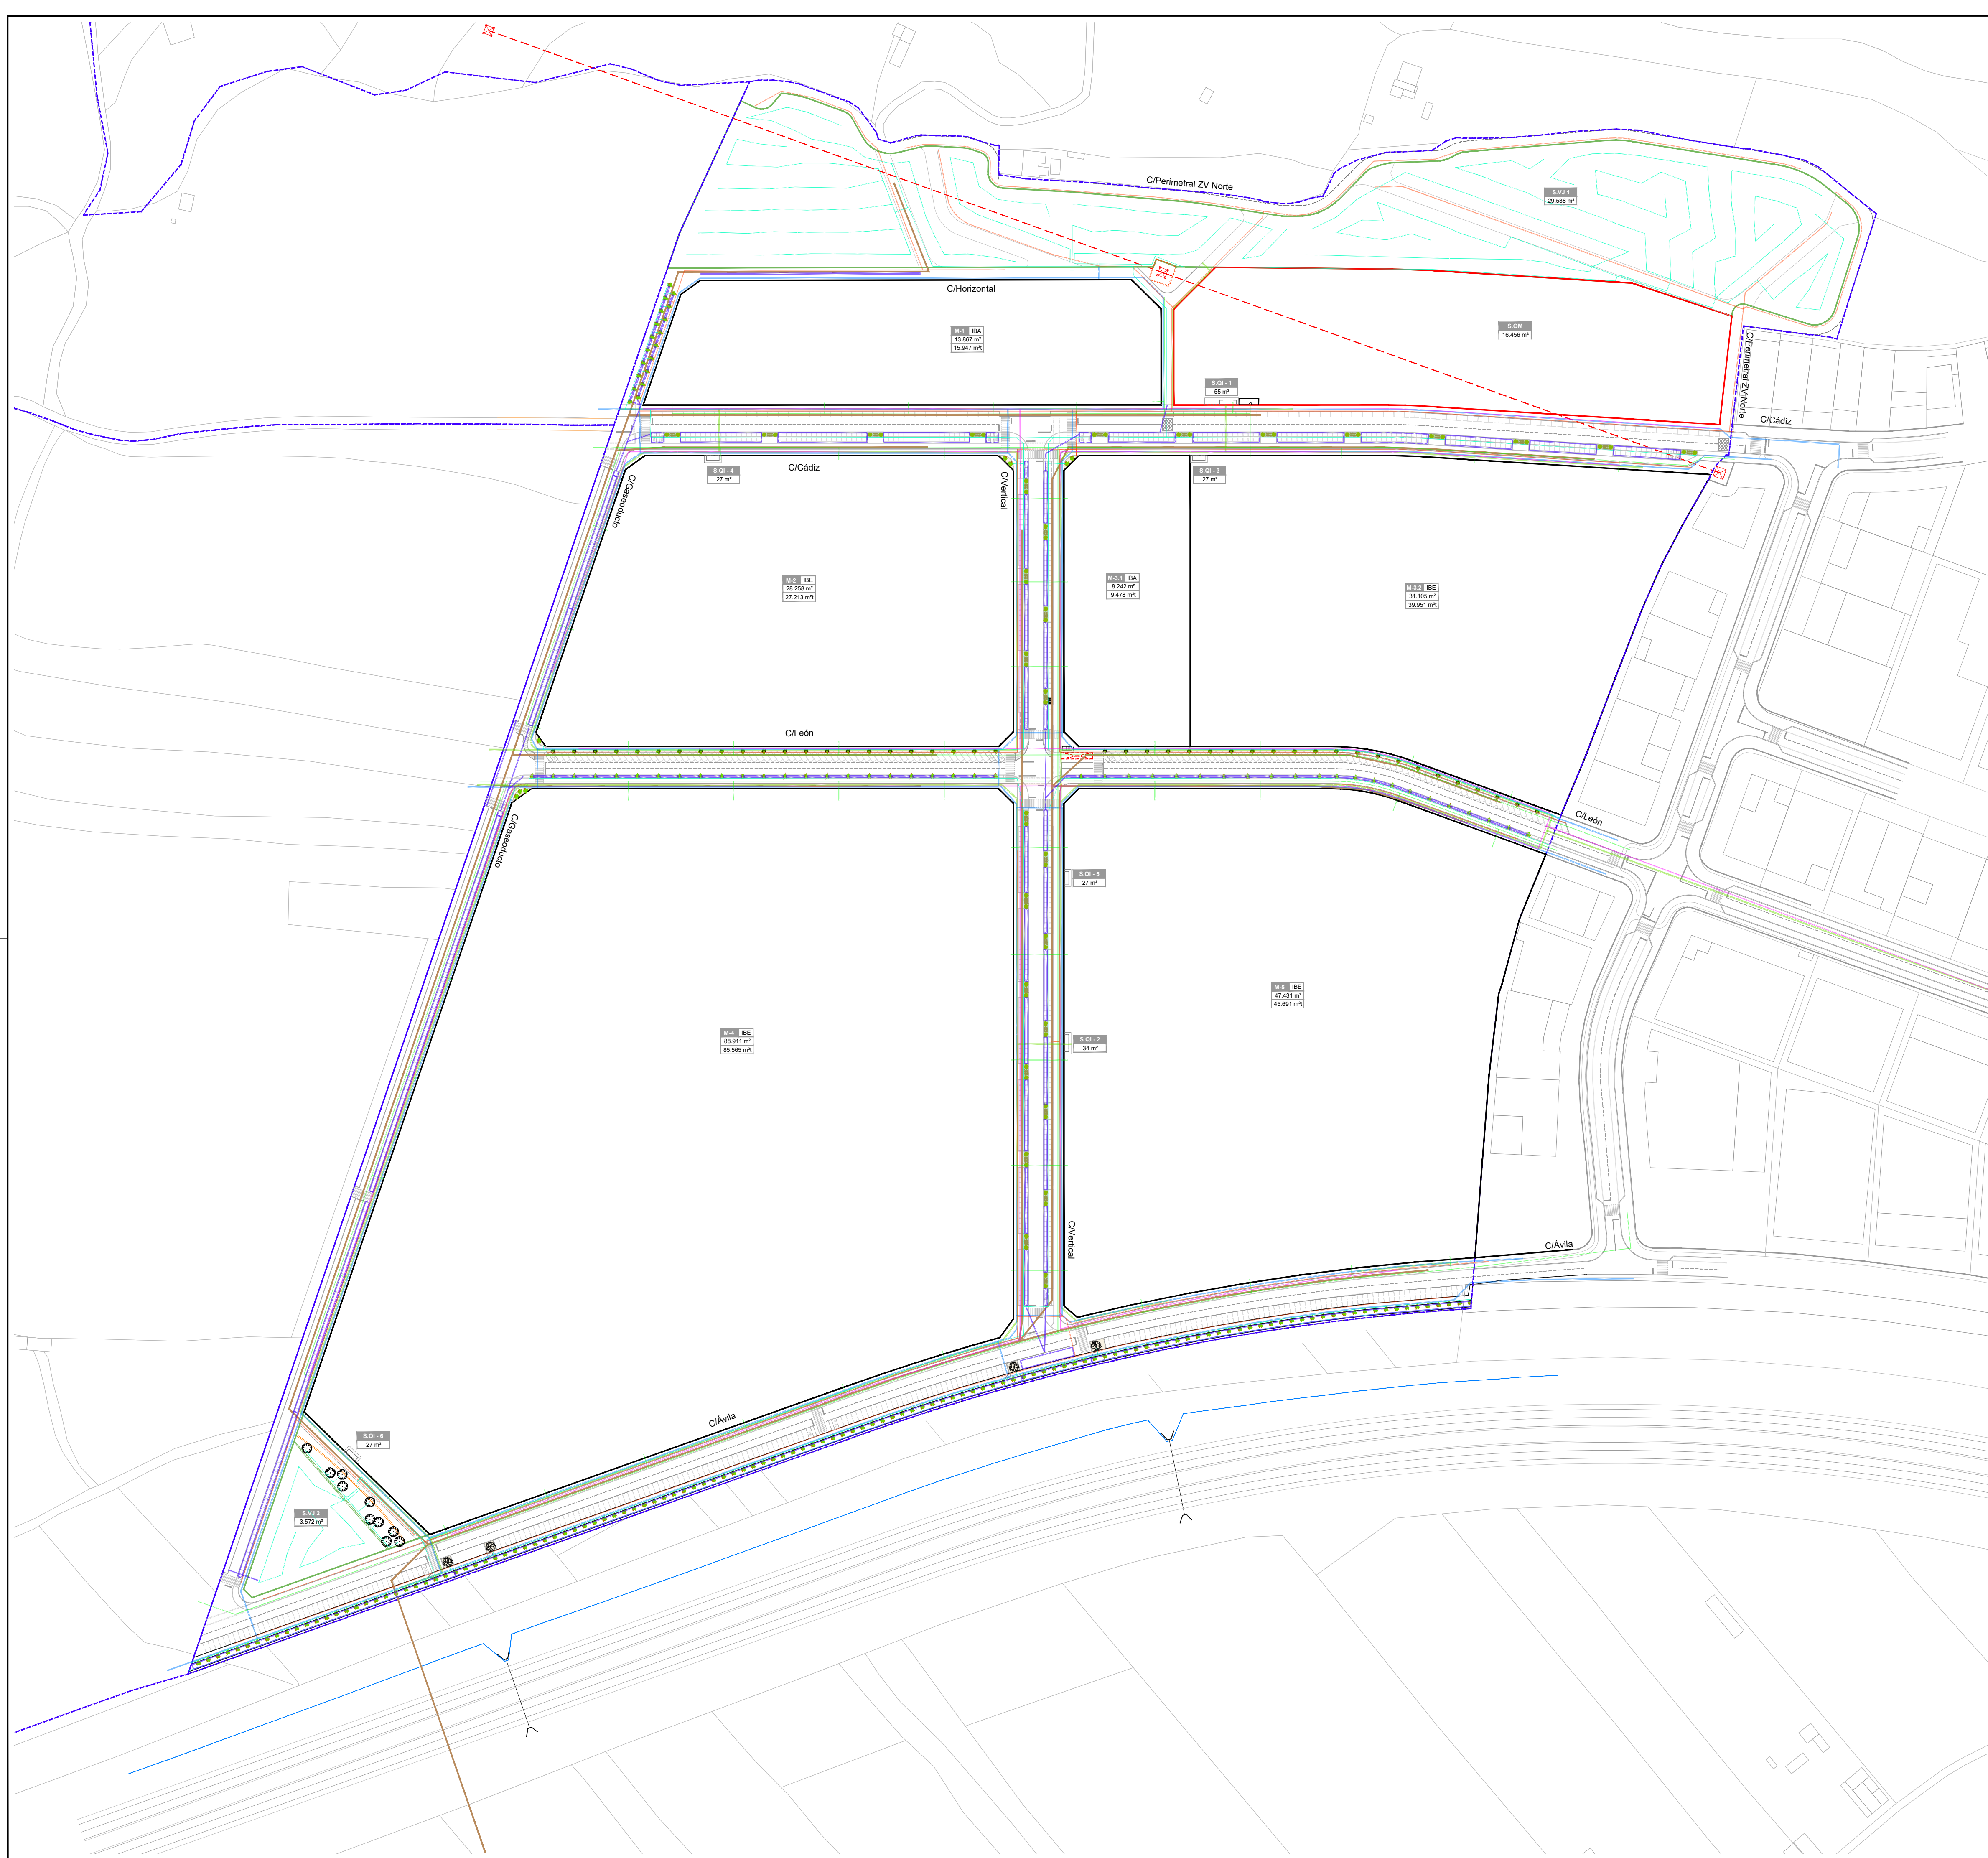 C/Perimetral ZV Norte
S.VJ 1
29.538 m²
C/Horizontal
M-1 IBA
13.867 m²
15.947 m²t
S.QM
16.456 m²
C/Perimetral ZV Norte
S.QI - 1
55 m²
C/Cádiz
S.QI - 4
27 m²
C/Cádiz
S.QI - 3
27 m²
C/Gaseoducto
C/Vertical
M-2 IBE
28.258 m²
27.213 m²t
M-3.1 IBA
8.242 m²
9.478 m²t
M-3.2 IBE
31.105 m²
39.951 m²t
C/León
C/León
C/Gaseoducto
S.QI - 5
27 m²
M-5 IBE
47.431 m²
45.691 m²t
M-4 IBE
88.911 m²
85.565 m²t
S.QI - 2
34 m²
C/Vertical
C/Ávila
C/Ávila
S.QI - 6
27 m²
S.VJ 2
3.572 m²